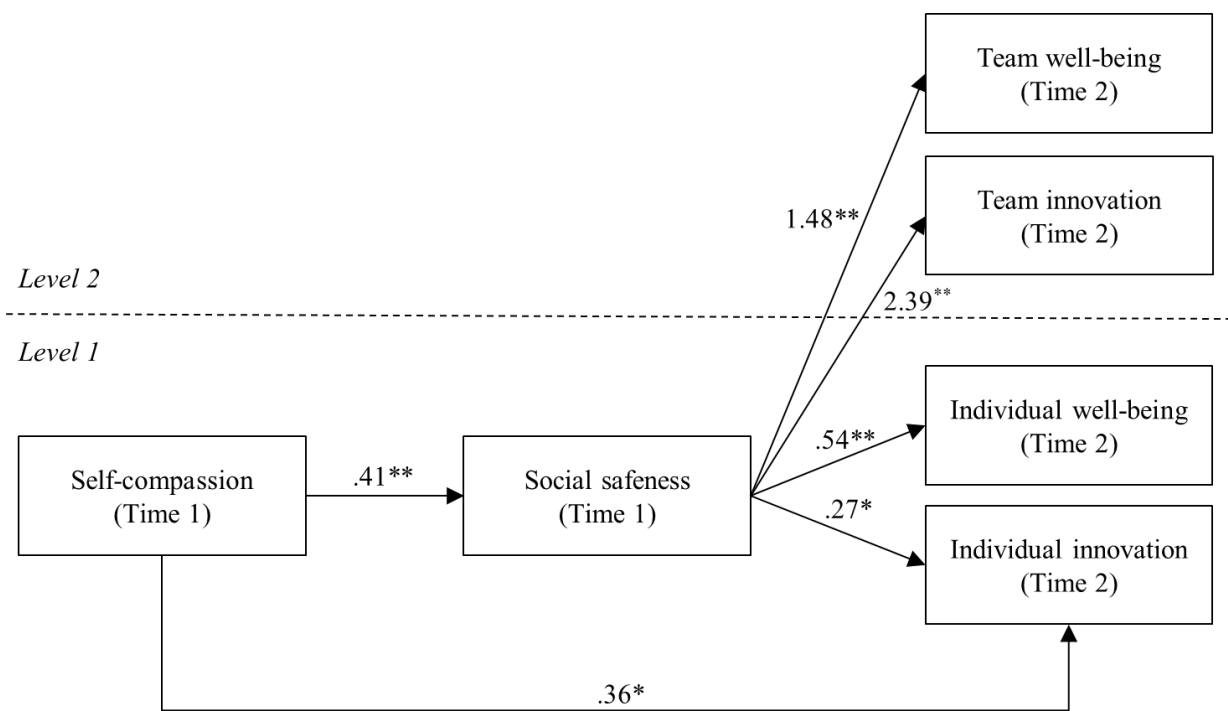 Team well-being
(Time 2)
Team innovation
(Time 2)
1.48**
Level 2
2.39**
Level 1
Individual well-being
(Time 2)
.54**
Self-compassion
(Time 1)
.41**
Social safeness
(Time 1)
.27*
Individual innovation
(Time 2)
.36*